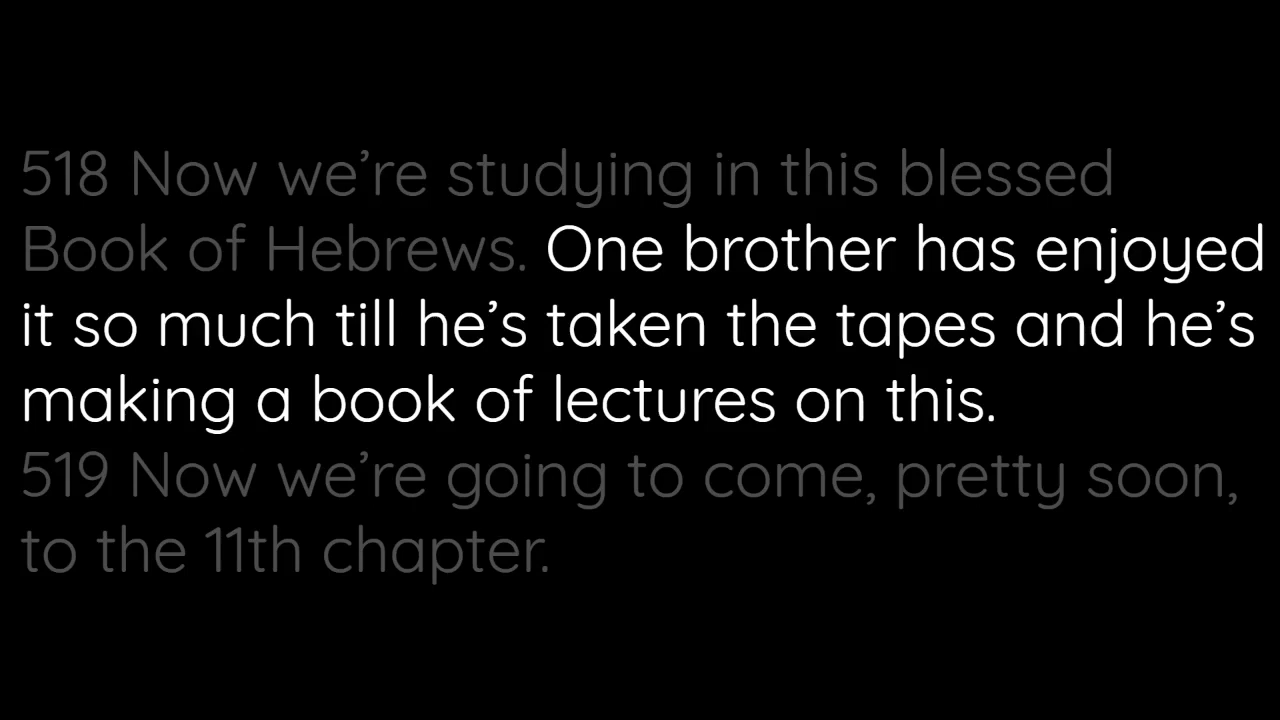 518 Now we’re studying in this blessed
Book of Hebrews. One brother has enjoyed
it so much till he’s taken the tapes and he’s
making a book of lectures on this.
519 Now we’re going to come, pretty soon,
to the 11th chapter.